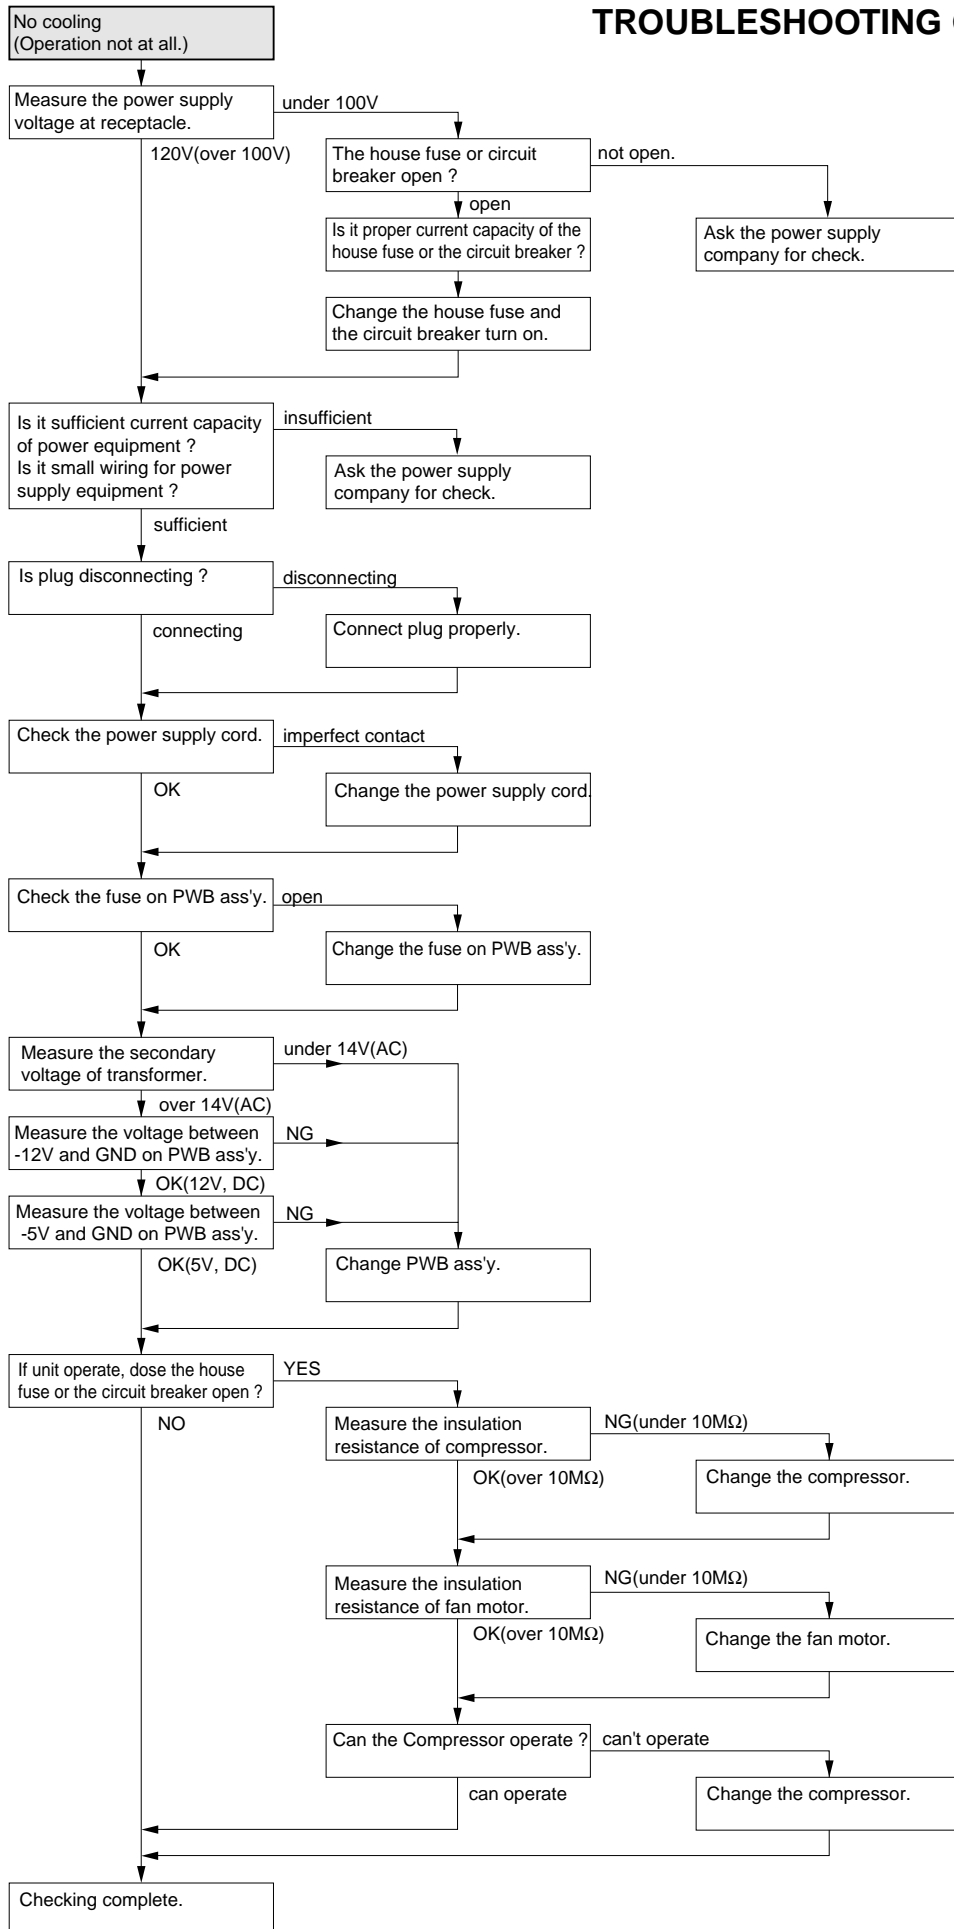 TROUBLESHOOTING
No cooling
(Operation not at all.)
Measure the power supply
voltage at receptacle.
under 100V
120V(over 100V)
The house fuse or circuit
breaker open ?
not open.
open
Is it proper current capacity of the
house fuse or the circuit breaker ?
Ask the power supply
company for check.
Change the house fuse and
the circuit breaker turn on.
Is it sufficient current capacity
of power equipment ?
Is it small wiring for power
supply equipment ?
insufficient
Ask the power supply
company for check.
sufficient
Is plug disconnecting ?
disconnecting
connecting
Connect plug properly.
Check the power supply cord.
imperfect contact
OK
Change the power supply cord.
Check the fuse on PWB ass'y.
open
OK
Change the fuse on PWB ass'y.
Measure the secondary
voltage of transformer.
under 14V(AC)
over 14V(AC)
Measure the voltage between
-12V and GND on PWB ass'y.
NG
OK(12V, DC)
Measure the voltage between
-5V and GND on PWB ass'y.
NG
OK(5V, DC)
Change PWB ass'y.
If unit operate, dose the house
fuse or the circuit breaker open ?
YES
NO
Measure the insulation
resistance of compressor.
NG(under 10MΩ)
OK(over 10MΩ)
Change the compressor.
Measure the insulation
resistance of fan motor.
NG(under 10MΩ)
OK(over 10MΩ)
Change the fan motor.
Can the Compressor operate ?
can't operate
can operate
Change the compressor.
Checking complete.